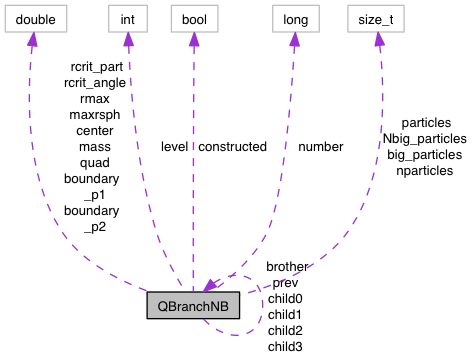 double
int
bool
long
size_t
rcrit_part
rcrit_angle
rmax
maxrsph
center
mass
quad
boundary
_p1
boundary
_p2
level
constructed
number
particles
Nbig_particles
big_particles
nparticles
brother
prev
child0
child1
child2
child3
QBranchNB